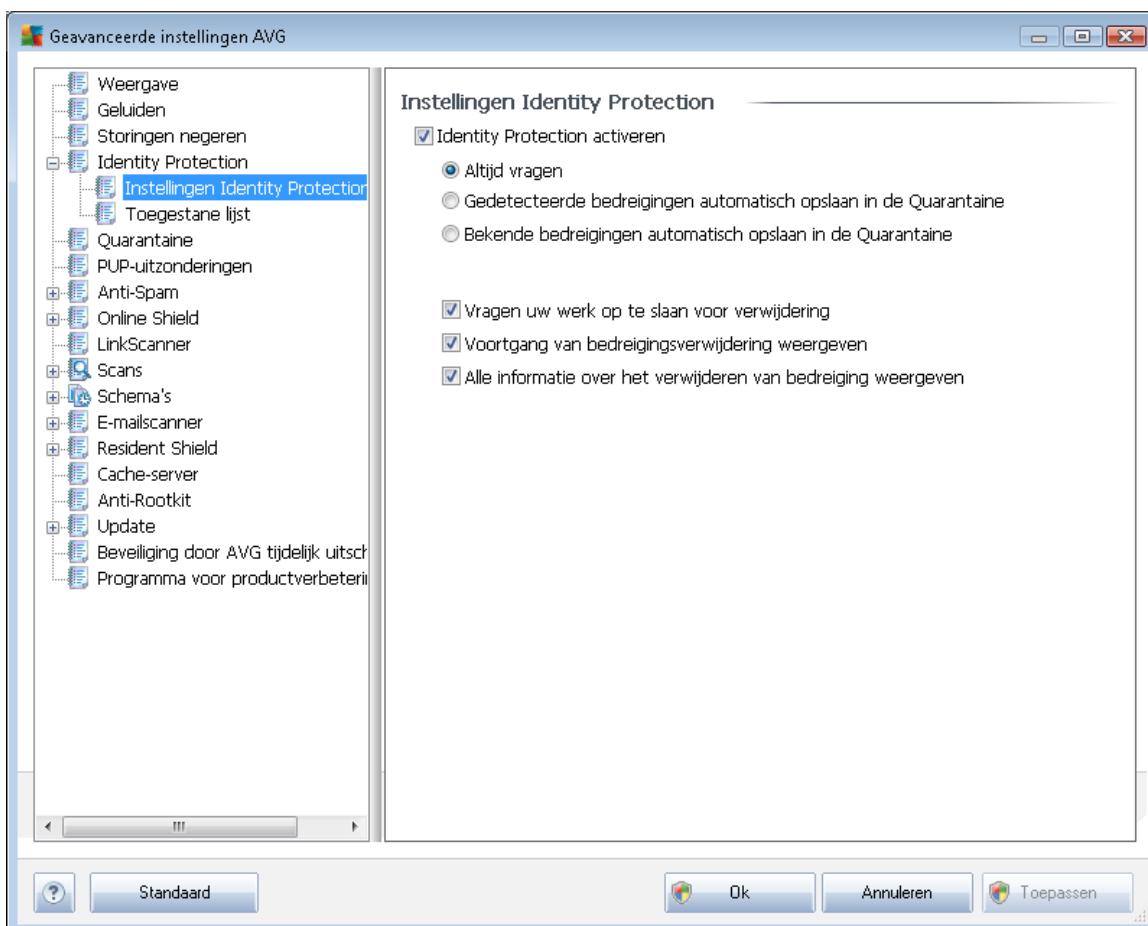 Geavanceerde instellingen AVG
Weergave
Geluiden
Storingen negeren
Identity Protection
Instellingen Identity Protection
Toegestane lijst
Quarantaine
PUP-uitzonderingen
Anti-Spam
Online Shield
LinkScanner
Scans
Schema's
E-mailscanner
Resident Shield
Cache-server
Anti-Rootkit
Update
Beveiliging door AVG tijdelijk uitsch
Programma voor productverbeterin
Instellingen Identity Protection
Identity Protection activeren
Altijd vragen
Gedetecteerde bedreigingen automatisch opslaan in de Quarantaine
Bekende bedreigingen automatisch opslaan in de Quarantaine
Vragen uw werk op te slaan voor verwijdering
Voortgang van bedreigingsverwijdering weergeven
Alle informatie over het verwijderen van bedreiging weergeven
? Standaard Ok Annuleren Toepassen